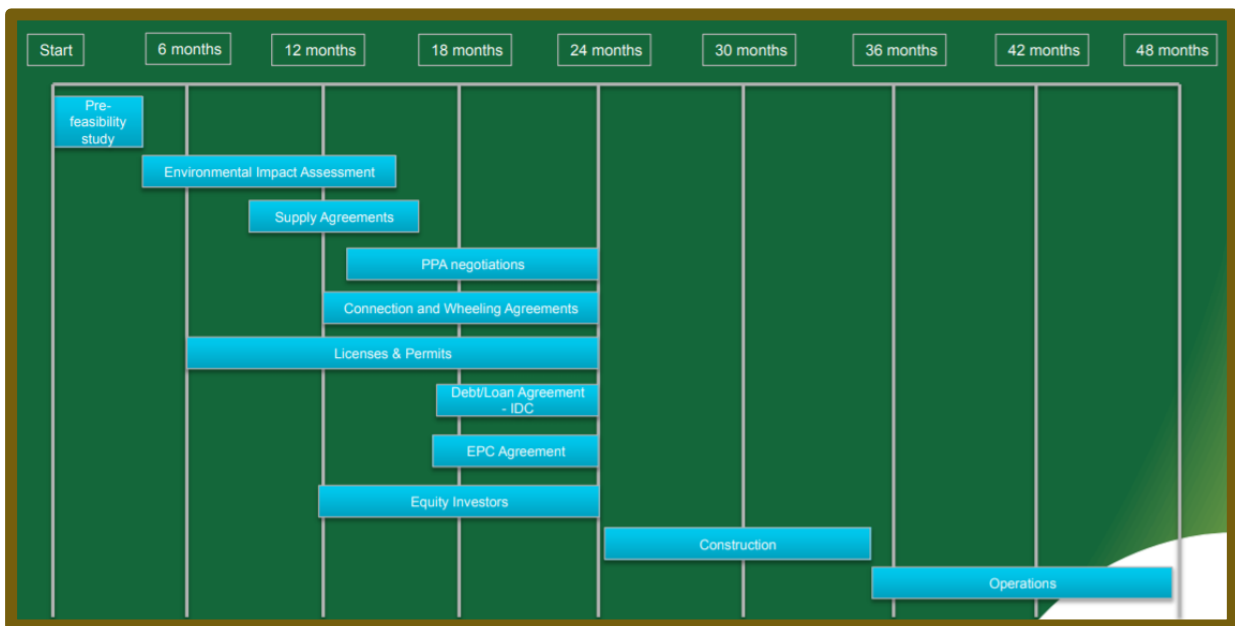 Start
6 months
12 months
18 months
24 months
30 months
36 months
42 months
48 months
Pre-
feasibility
study
Environmental Impact Assessment
Supply Agreements
PPA negotiations
Connection and Wheeling Agreements
Licenses & Permits
Debt/Loan Agreement
- IDC
EPC Agreement
Equity Investors
Construction
Operations